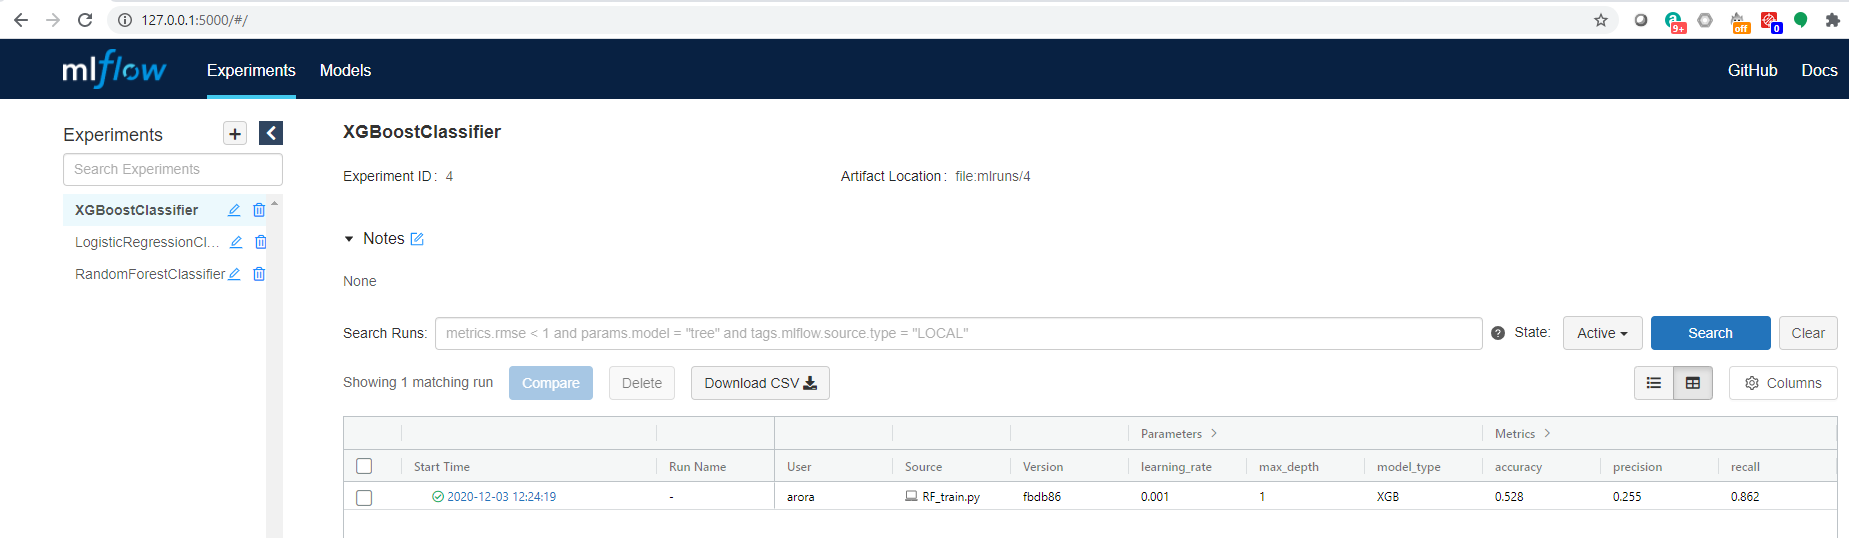 127.0.0.1:5000/#/
9+ off 0
mlflow Experiments Models GitHub Docs
Experiments +
Search Experiments
XGBoostClassifier
LogisticRegressionCl...
RandomForestClassifier
XGBoostClassifier
Experiment ID: 4 Artifact Location: file:mlruns/4
Notes
None
Search Runs: metrics.rmse < 1 and params.model = "tree" and tags.mlflow.source.type = "LOCAL" ? State: Active Search Clear
Showing 1 matching run Compare Delete Download CSV Columns
Parameters > Metrics >
Start Time Run Name User Source Version learning_rate max_depth model_type accuracy precision recall
2020-12-03 12:24:19 - arora RF_train.py fbdb86 0.001 1 XGB 0.528 0.255 0.862